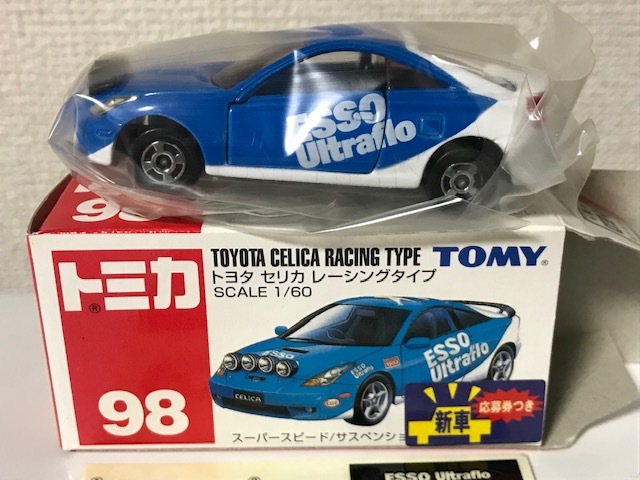 ESSO
Ultraflo
98
トミカ
®
98
TOYOTA CELICA RACING TYPE
TOMY®
トヨタ セリカ レーシングタイプ
SCALE 1/60
ESSO
Ultraflo
ESSO
Ultraflo
CELICA
新車
応募券つき
スーパースピード/サスペンショ
ESSO Ultraflo